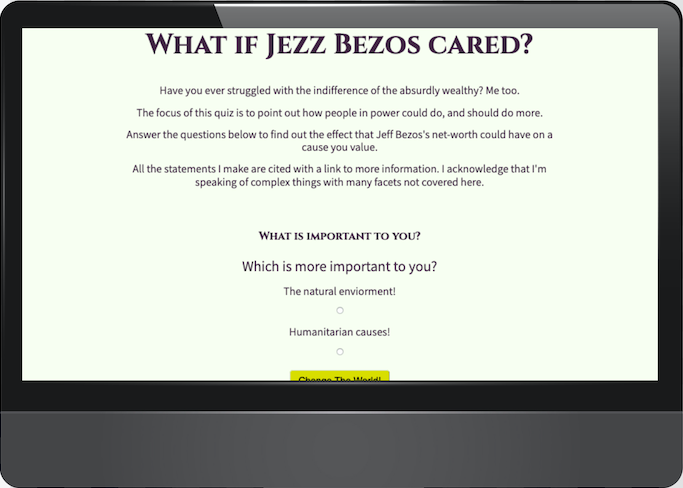 What if Jezz Bezos cared?
Have you ever struggled with the indifference of the absurdly wealthy? Me too.
The focus of this quiz is to point out how people in power could do, and should do more.
Answer the questions below to find out the effect that Jeff Bezos's net-worth could have on a
cause you value.
All the statements I make are cited with a link to more information. I acknowledge that I'm
speaking of complex things with many facets not covered here.
What is important to you?
Which is more important to you?
The natural enviorment!
Humanitarian causes!
Change The World!